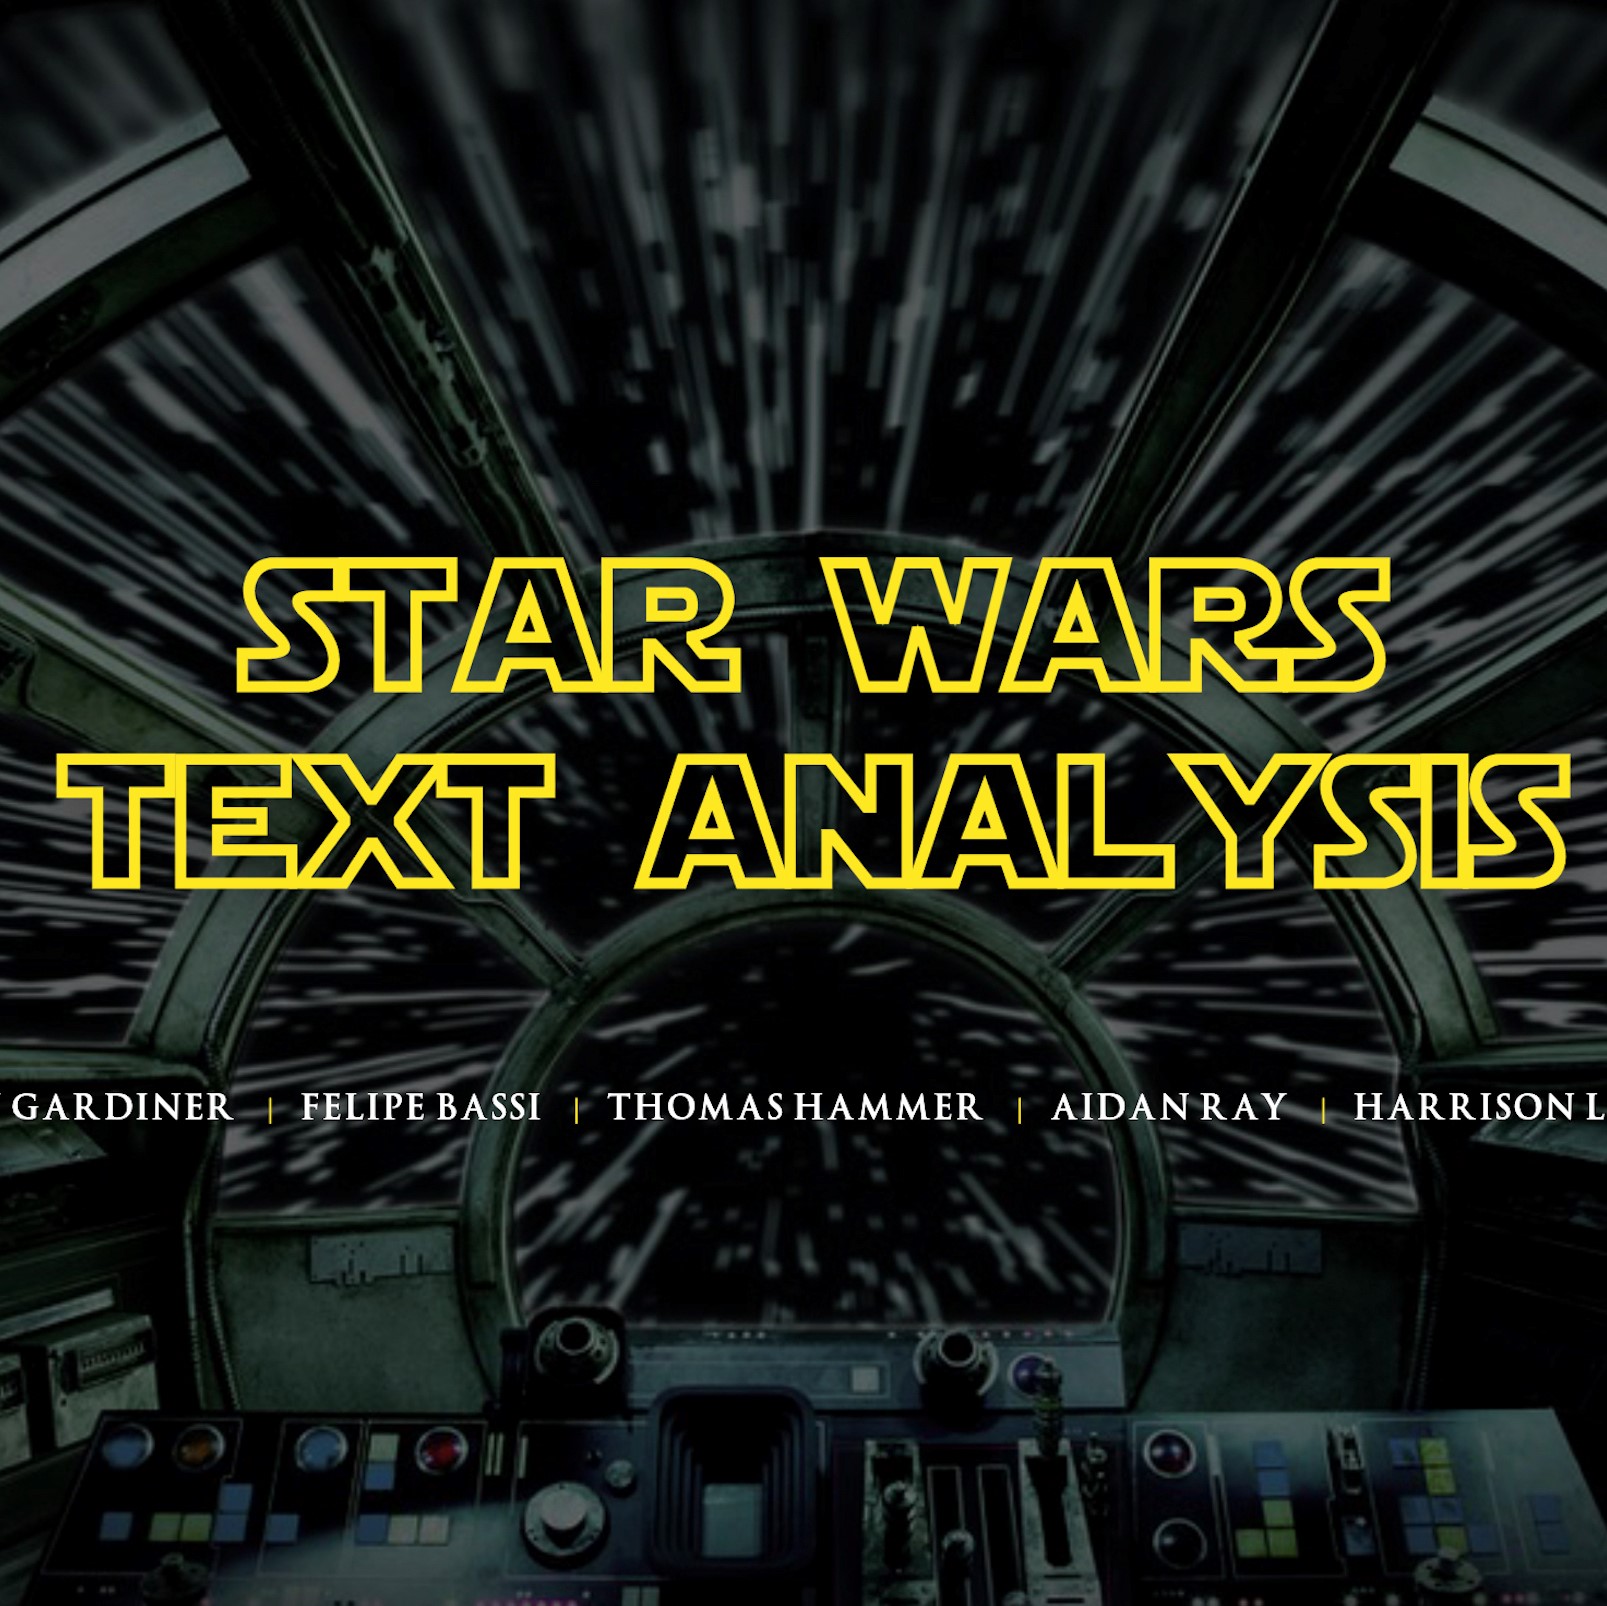 STAR WARS
TEXT ANALYSIS
GARDINER | FELIPE BASSI | THOMAS HAMMER | AIDAN RAY | HARRISON